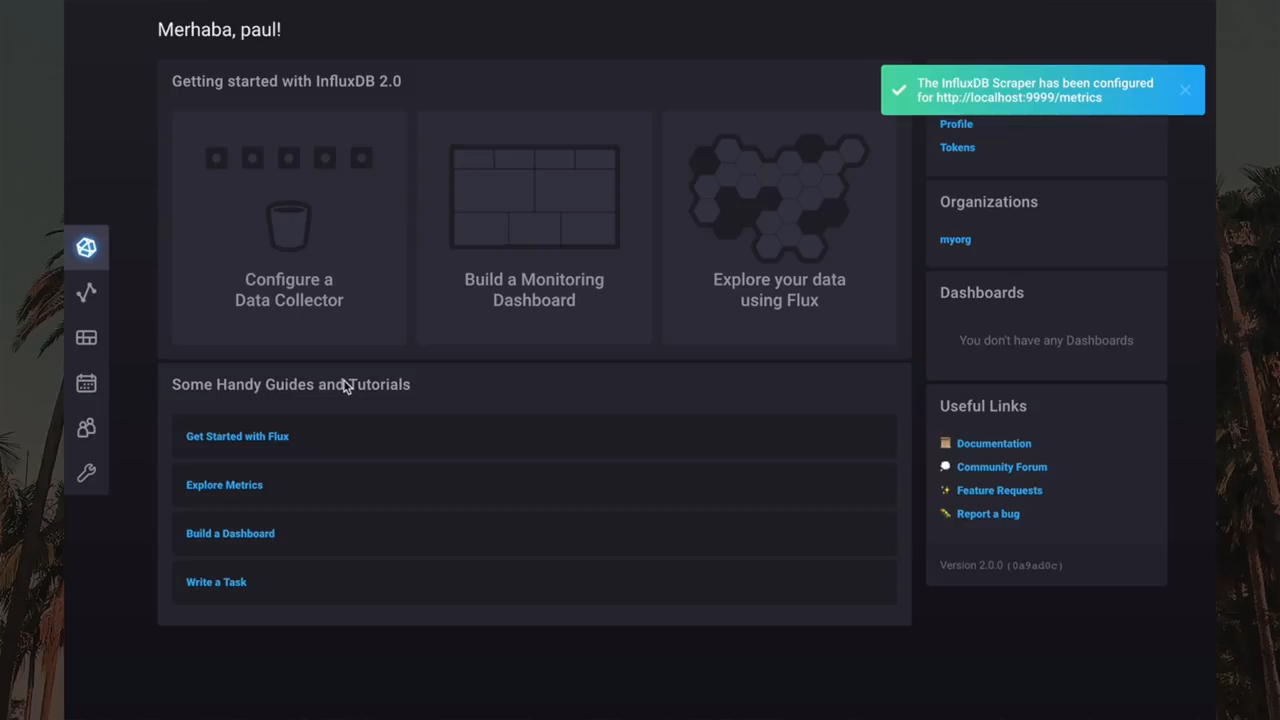 Merhaba, paul!
Getting started with InfluxDB 2.0
Configure a
Data Collector
Build a Monitoring
Dashboard
Explore your data
using Flux
Some Handy Guides and Tutorials
Get Started with Flux
Explore Metrics
Build a Dashboard
Write a Task
The InfluxDB Scraper has been configured
for http://localhost:9999/metrics
Profile
Tokens
Organizations
myorg
Dashboards
You don't have any Dashboards
Useful Links
Documentation
Community Forum
Feature Requests
Report a bug
Version 2.0.0 (0a9ad0c)